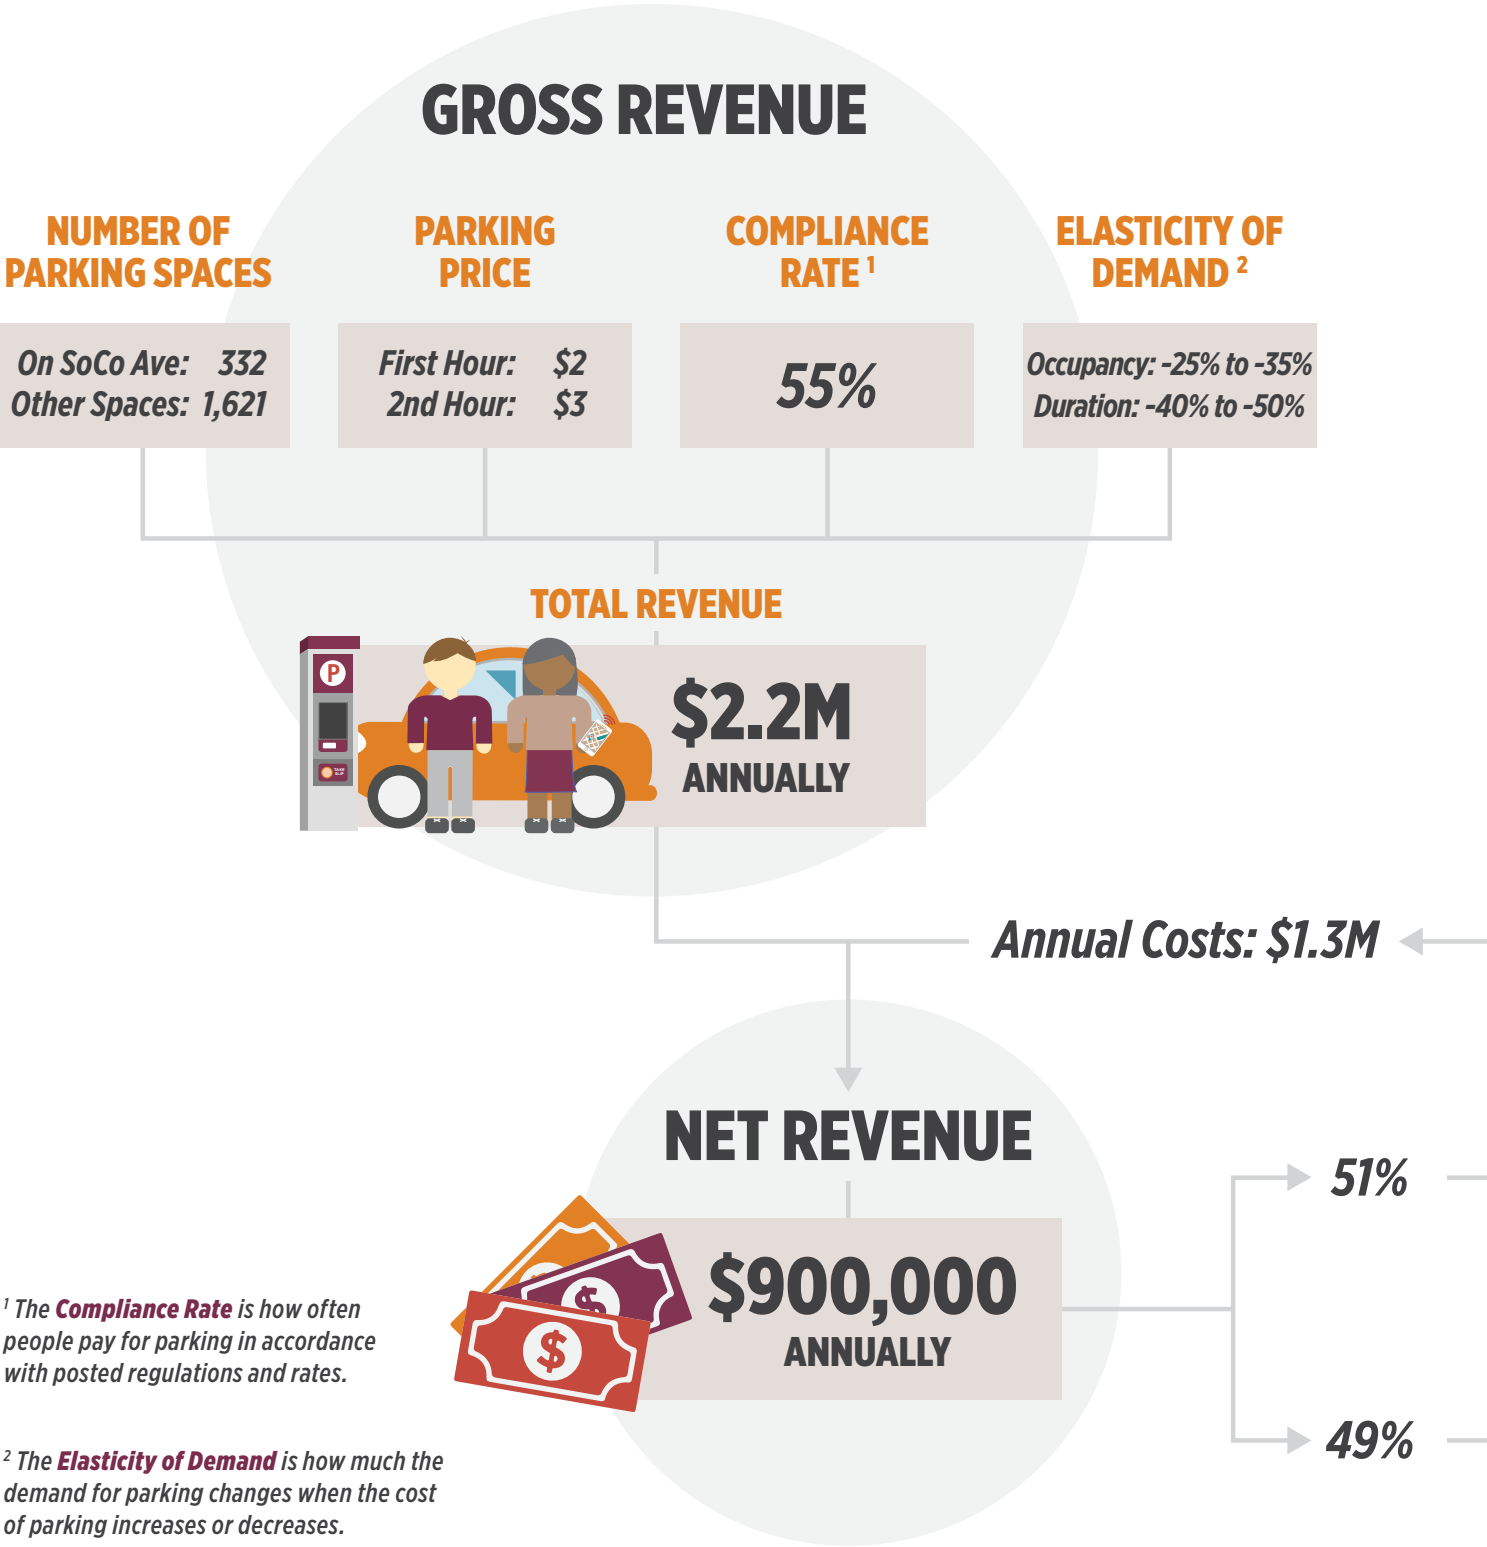 GROSS REVENUE
NUMBER OF
PARKING SPACES
On SoCo Ave: 332
Other Spaces: 1,621
PARKING
PRICE
First Hour: $2
2nd Hour: $3
COMPLIANCE
RATE 1
55%
ELASTICITY OF
DEMAND 2
Occupancy: -25% to -35%
Duration: -40% to -50%
TOTAL REVENUE
P
TAKE
SLIP
$2.2M
ANNUALLY
Annual Costs: $1.3M
NET REVENUE
$
$
$900,000
ANNUALLY
51%
49%
1 The Compliance Rate is how often
people pay for parking in accordance
with posted regulations and rates.
2 The Elasticity of Demand is how much the
demand for parking changes when the cost
of parking increases or decreases.